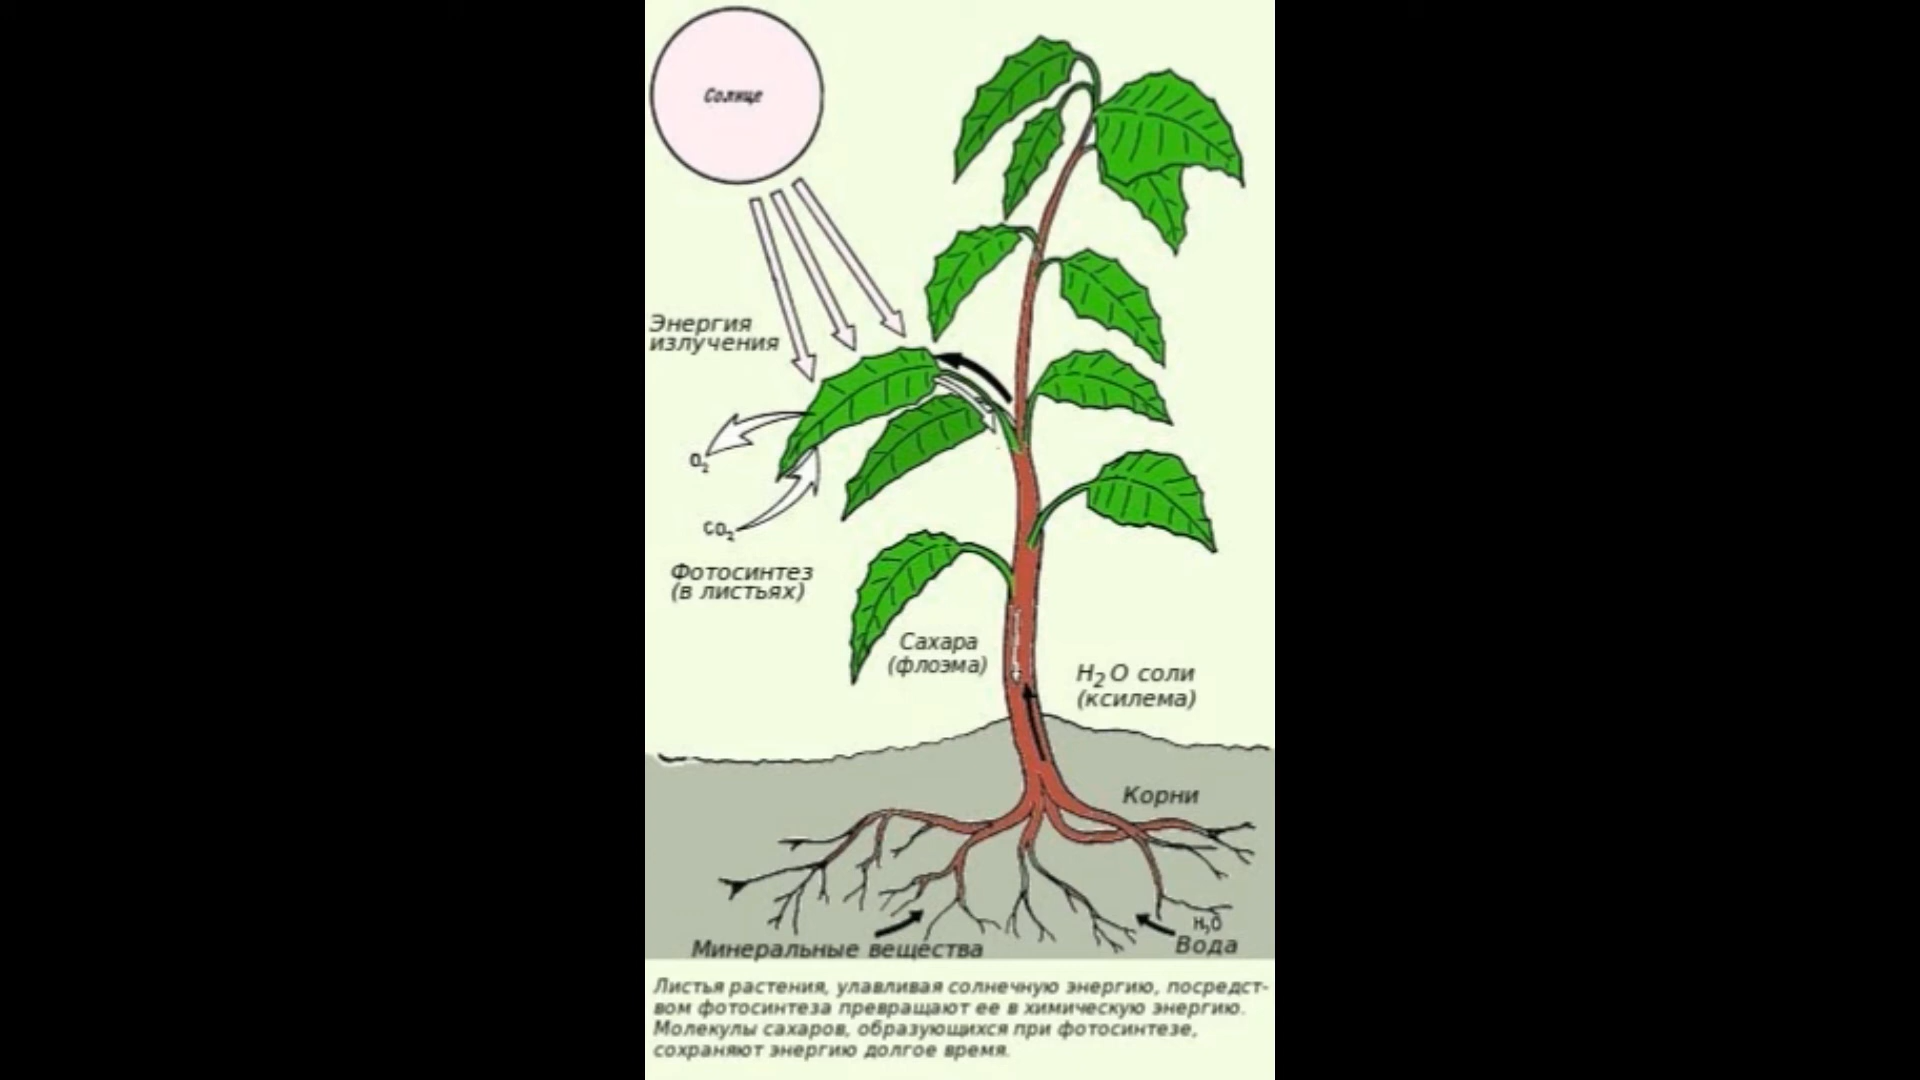 Солнце
Энергия
излучения
O₂
CO₂
Фотосинтез
(в листьях)
Сахара
(флоэма)
H₂O соли
(ксилема)
Корни
H₂O
Вода
Минеральные вещества
Листья растения, улавливая солнечную энергию, посредст-
вом фотосинтеза превращают ее в химическую энергию.
Молекулы сахаров, образующихся при фотосинтезе,
сохраняют энергию долгое время.